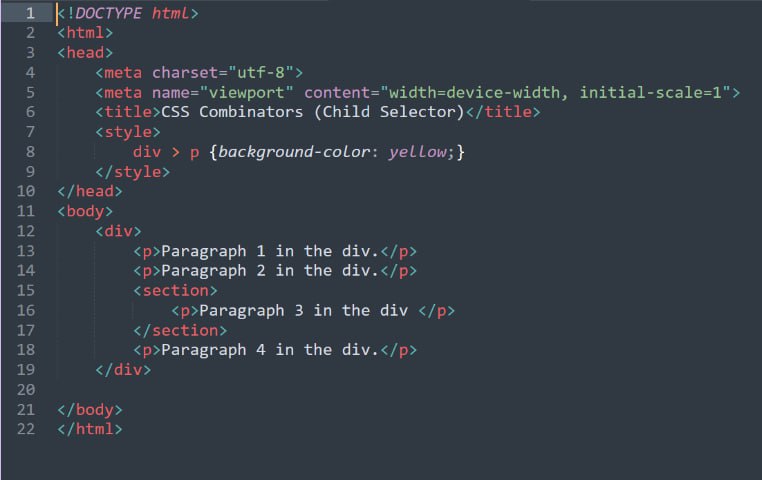 1 <!DOCTYPE html>
2 <html>
3 <head>
4 <meta charset="utf-8">
5 <meta name="viewport" content="width=device-width, initial-scale=1">
6 <title>CSS Combinators (Child Selector)</title>
7 <style>
8 div > p {background-color: yellow;}
9 </style>
10 </head>
11 <body>
12 <div>
13 <p>Paragraph 1 in the div.</p>
14 <p>Paragraph 2 in the div.</p>
15 <section>
16 <p>Paragraph 3 in the div </p>
17 </section>
18 <p>Paragraph 4 in the div.</p>
19 </div>
20
21 </body>
22 </html>